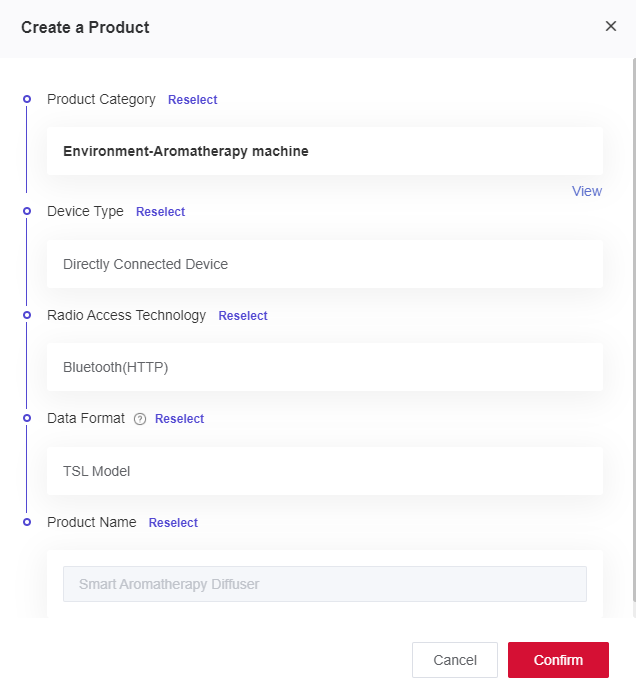 Create a Product
Product Category Reselect
Environment-Aromatherapy machine
View
Device Type Reselect
Directly Connected Device
Radio Access Technology Reselect
Bluetooth(HTTP)
Data Format ? Reselect
TSL Model
Product Name Reselect
Smart Aromatherapy Diffuser
Cancel Confirm